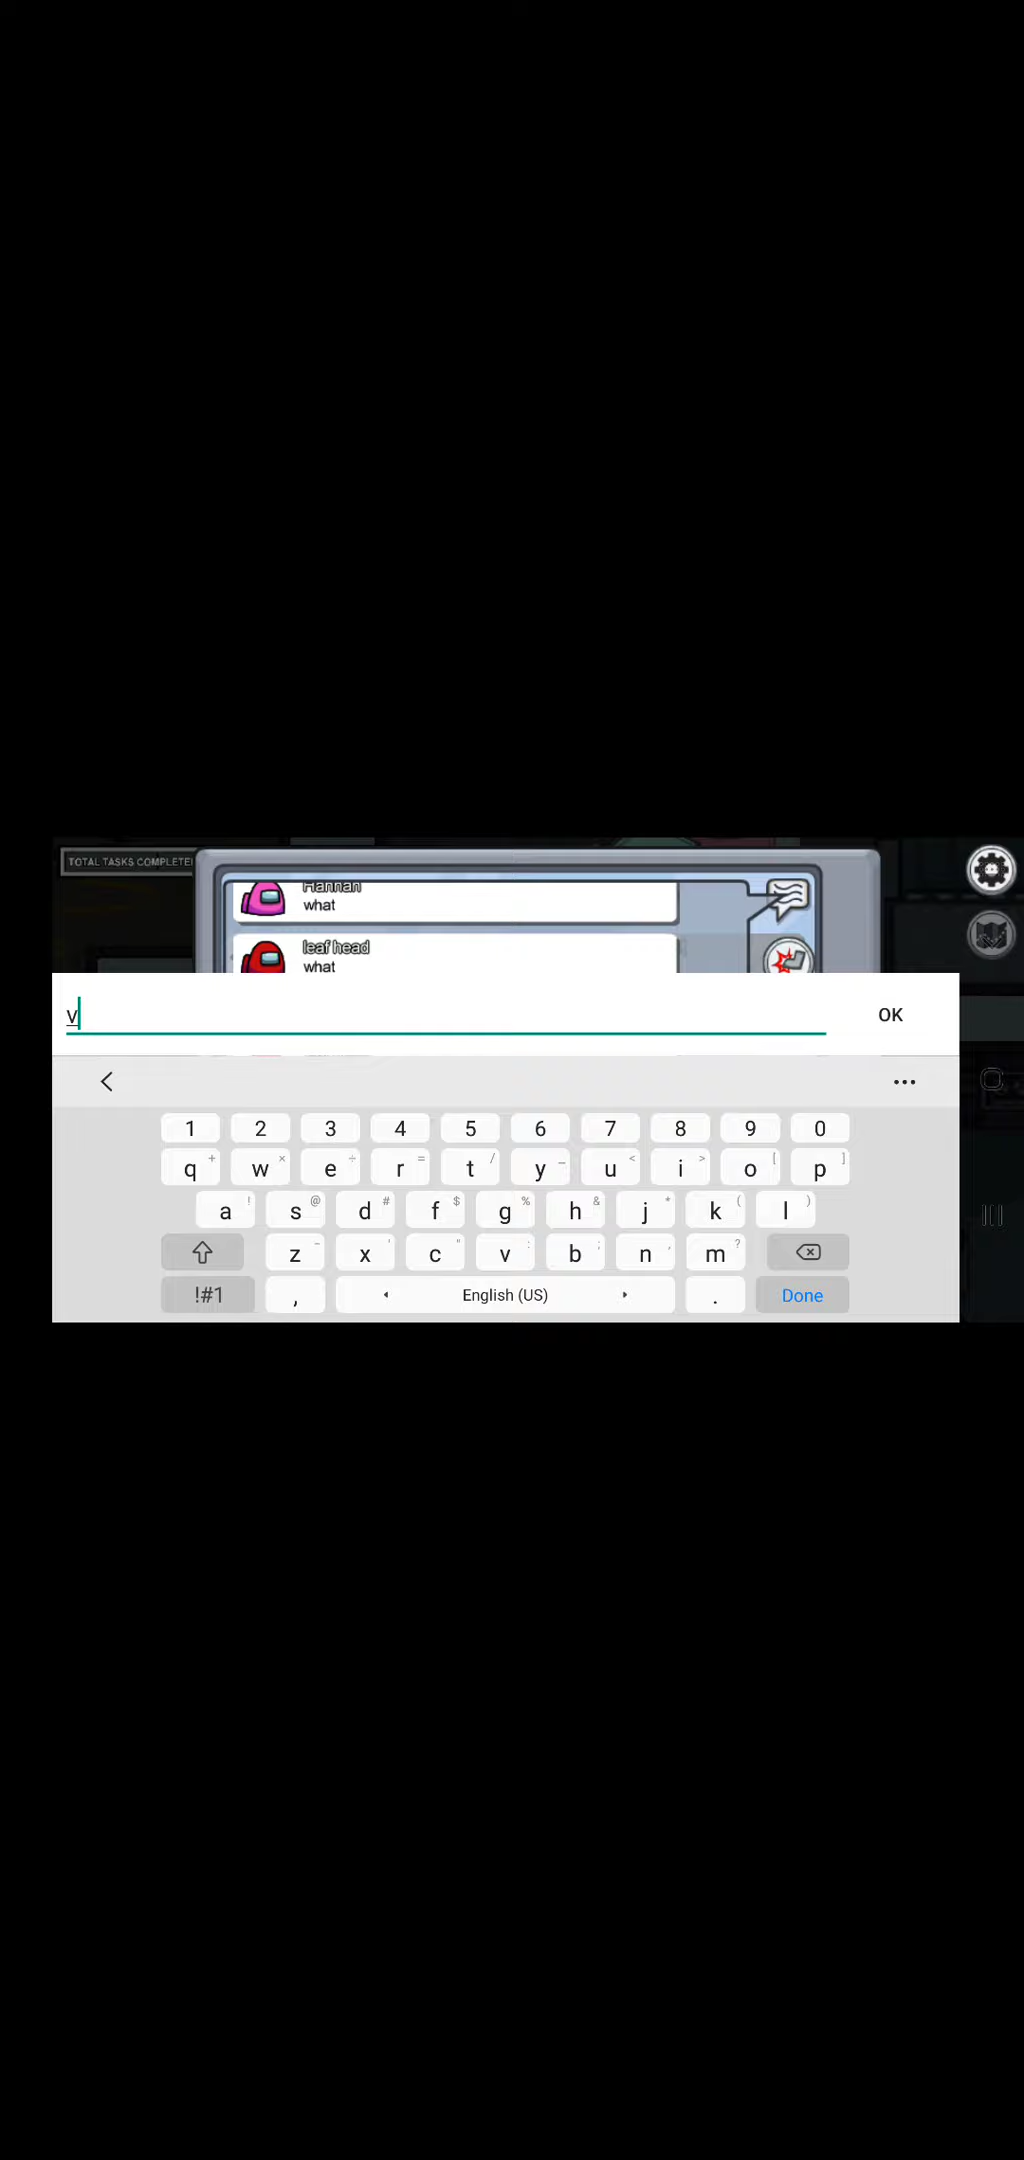 TOTAL TASKS COMPLETE
Hannah
what
leaf head
what
v
OK
1 2 3 4 5 6 7 8 9 0
q + w × e ÷ r = t / y _ u < i > o [ p ]
a ! s @ d # f $ g % h & j * k ( l )
z - x ' c " v : b ; n , m ?
!#1 , English (US) . Done